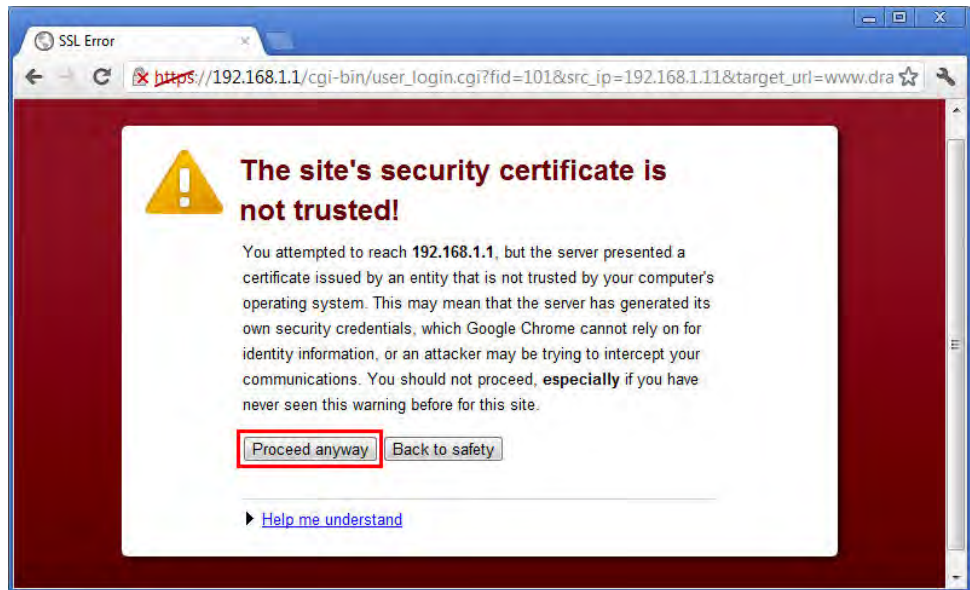 SSL Error
https://192.168.1.1/cgi-bin/user_login.cgi?fid=101&src_ip=192.168.1.11&target_url=www.dra
The site's security certificate is
not trusted!
You attempted to reach 192.168.1.1, but the server presented a
certificate issued by an entity that is not trusted by your computer's
operating system. This may mean that the server has generated its
own security credentials, which Google Chrome cannot rely on for
identity information, or an attacker may be trying to intercept your
communications. You should not proceed, especially if you have
never seen this warning before for this site.
Proceed anyway Back to safety
Help me understand